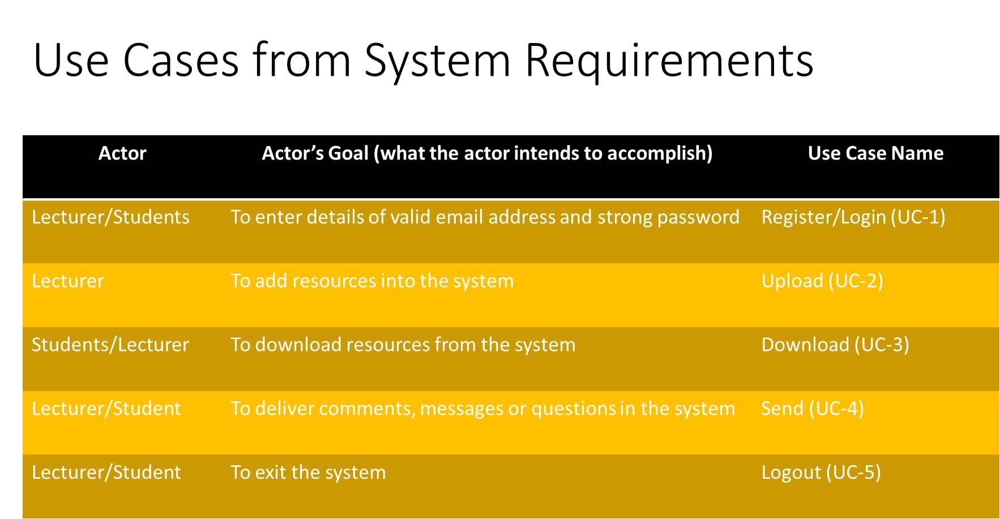 Use Cases from System Requirements
Actor Actor’s Goal (what the actor intends to accomplish) Use Case Name
Lecturer/Students To enter details of valid email address and strong password Register/Login (UC-1)
Lecturer To add resources into the system Upload (UC-2)
Students/Lecturer To download resources from the system Download (UC-3)
Lecturer/Student To deliver comments, messages or questions in the system Send (UC-4)
Lecturer/Student To exit the system Logout (UC-5)